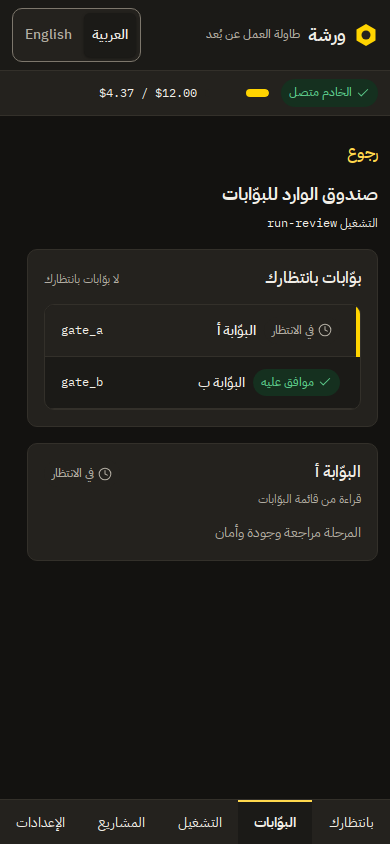 ورشة طاولة العمل عن بُعد
العربية English
الخادم متصل
$4.37 / $12.00
رجوع
صندوق الوارد للبوّابات
التشغيل run-review
بوّابات بانتظارك
لا بوّابات بانتظارك
في الانتظار البوّابة أ gate_a
موافق عليه البوّابة ب gate_b
البوّابة أ
في الانتظار
قراءة من قائمة البوّابات
المرحلة مراجعة وجودة وأمان
بانتظارك البوّابات التشغيل المشاريع الإعدادات